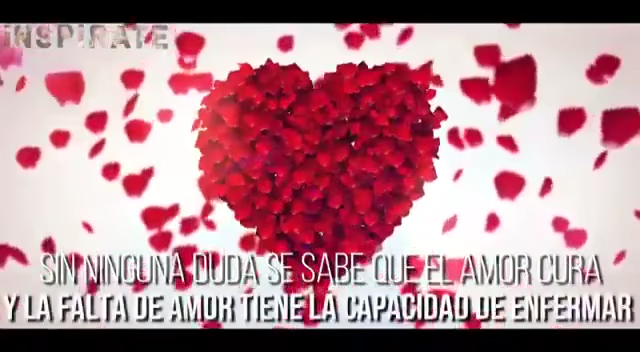 INSPIRATE
SIN NINGUNA DUDA SE SABE QUE EL AMOR CURA
Y LA FALTA DE AMOR TIENE LA CAPACIDAD DE ENFERMAR